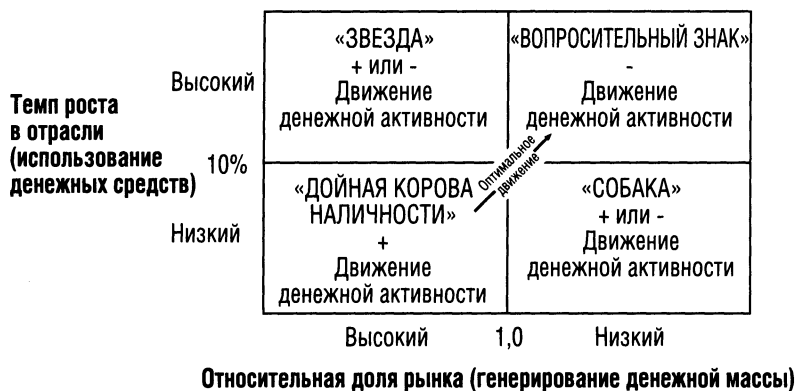 «ЗВЕЗДА»
+ или -
Движение
денежной активности
«ВОПРОСИТЕЛЬНЫЙ ЗНАК»
-
Движение
денежной активности
Высокий
Темп роста
в отрасли
(использование
денежных средств)
10%
Оптимальное
движение
«ДОЙНАЯ КОРОВА
НАЛИЧНОСТИ»
+
Движение
денежной активности
«СОБАКА»
+ или -
Движение
денежной активности
Низкий
Высокий
1,0
Низкий
Относительная доля рынка (генерирование денежной массы)